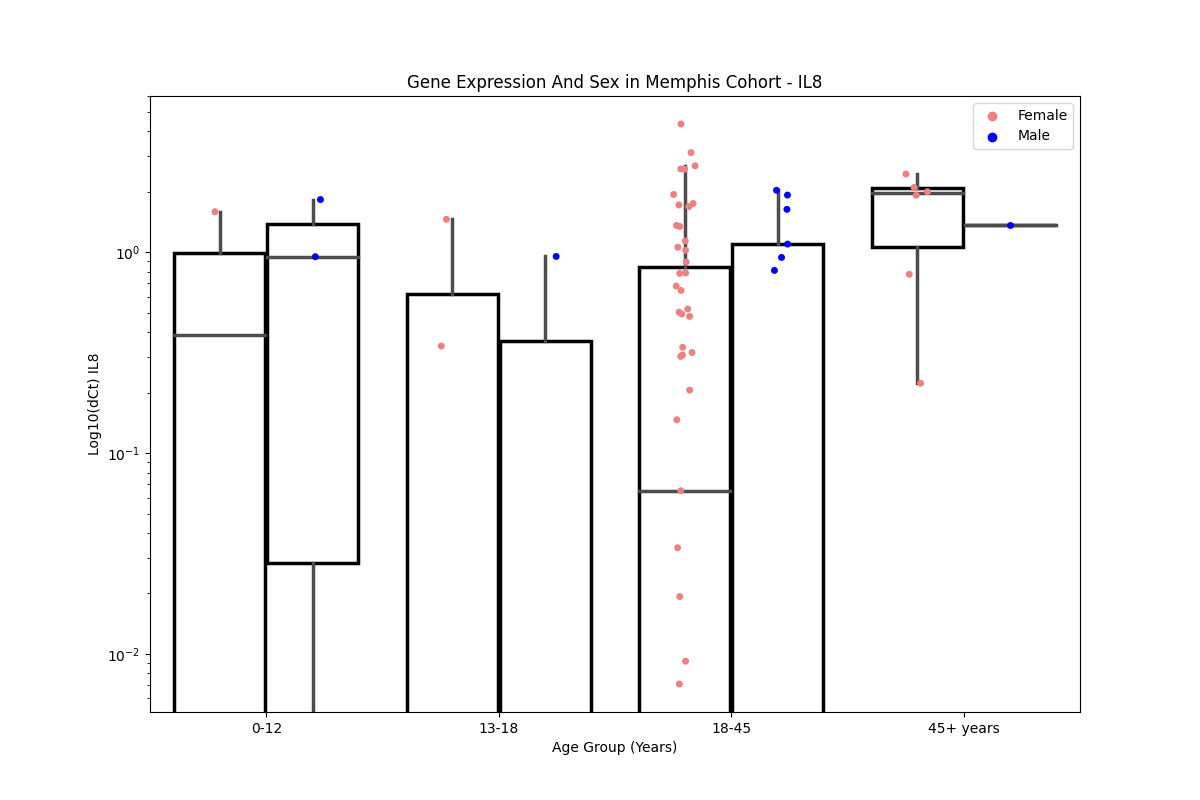 Gene Expression And Sex in Memphis Cohort - IL8
Female
Male
10^0
10^-1
10^-2
Log10(dCt) IL8
0-12 13-18 18-45 45+ years
Age Group (Years)